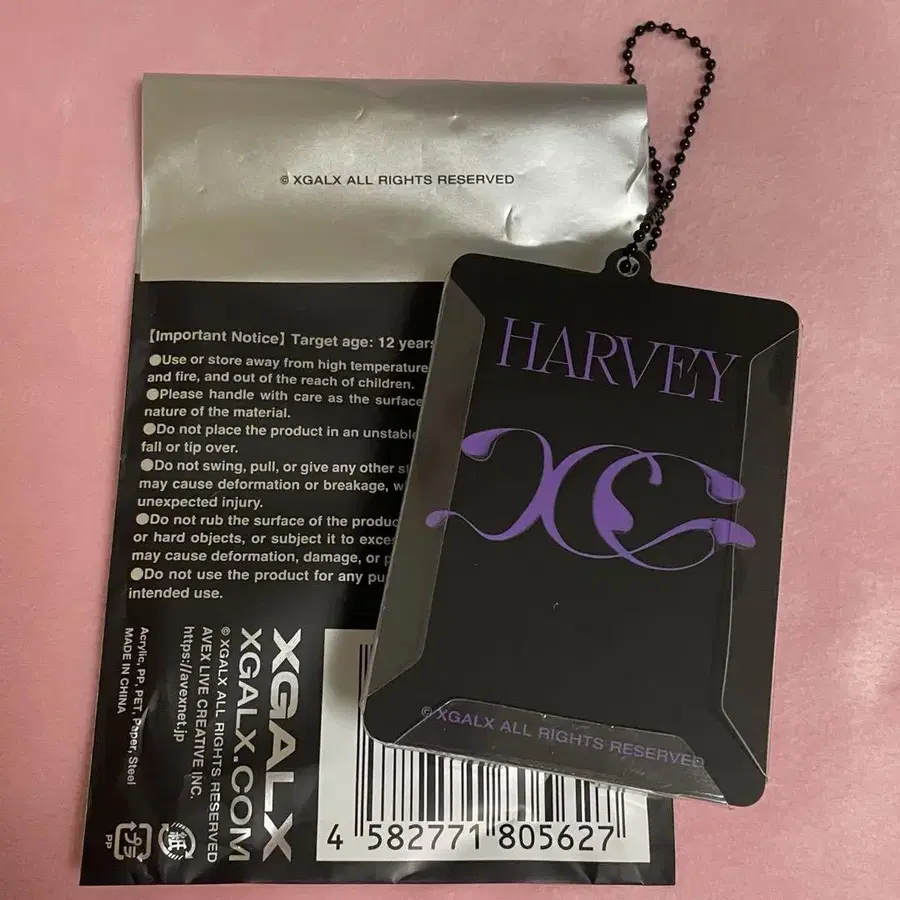 © XGALX ALL RIGHTS RESERVED
【Important Notice】 Target age: 12 years
●Use or store away from high temperature
and fire, and out of the reach of children.
●Please handle with care as the surface
nature of the material.
●Do not place the product in an unstable
fall or tip over.
●Do not swing, pull, or give any other
may cause deformation or breakage,
unexpected injury.
●Do not rub the surface of the
or hard objects, or subject it to
may cause deformation, damage, or
●Do not use the product for any
intended use.
XGALX
XGALX.COM
© XGALX ALL RIGHTS RESERVED
AVEX LIVE CREATIVE INC.
https://avexnet.jp
Acrylic, PP, PET, Paper, Steel
MADE IN CHINA
プラ
PP
紙
4 582771 805627
HARVEY
XG
© XGALX ALL RIGHTS RESERVED